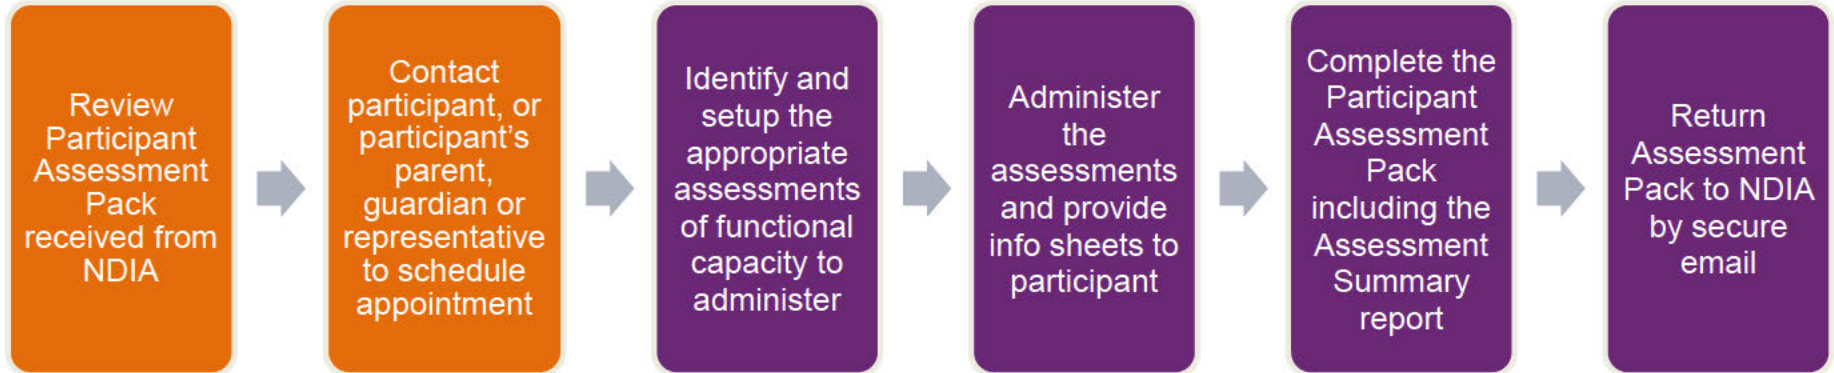 Review
Participant
Assessment
Pack
received from
NDIA
Contact
participant, or
participant’s
parent,
guardian or
representative
to schedule
appointment
Identify and
setup the
appropriate
assessments
of functional
capacity to
administer
Administer
the
assessments
and provide
info sheets to
participant
Complete the
Participant
Assessment
Pack
including the
Assessment
Summary
report
Return
Assessment
Pack to NDIA
by secure
email